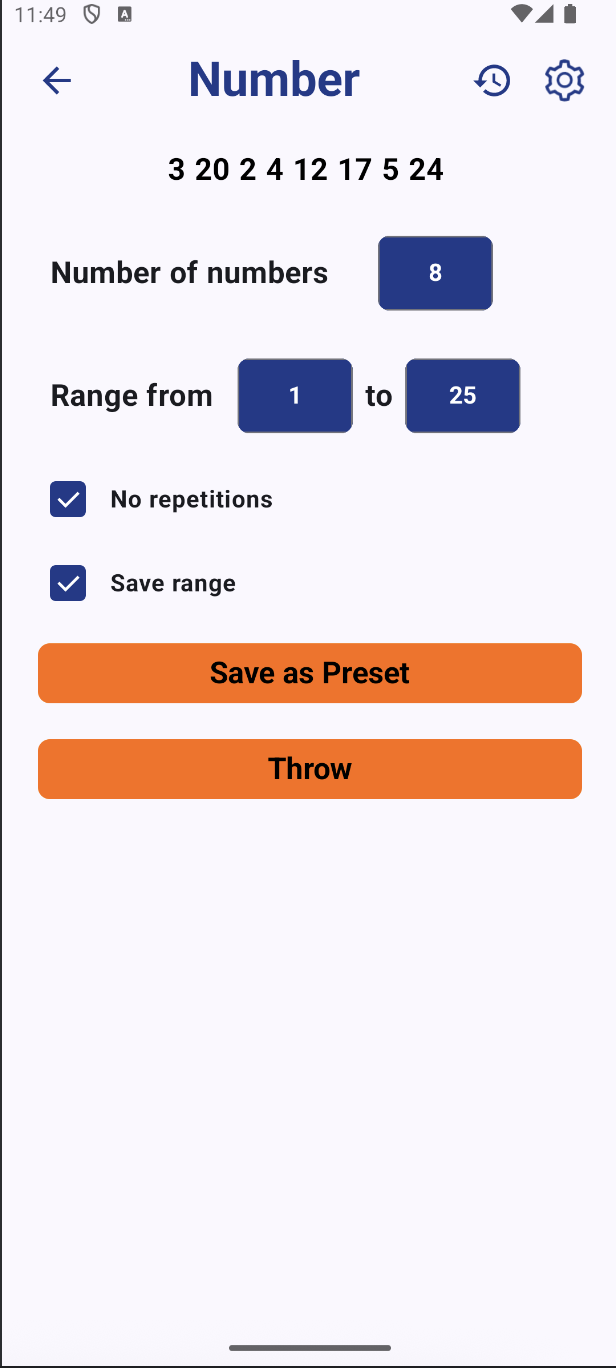 11:49
Number
3 20 2 4 12 17 5 24
Number of numbers 8
Range from 1 to 25
No repetitions
Save range
Save as Preset
Throw